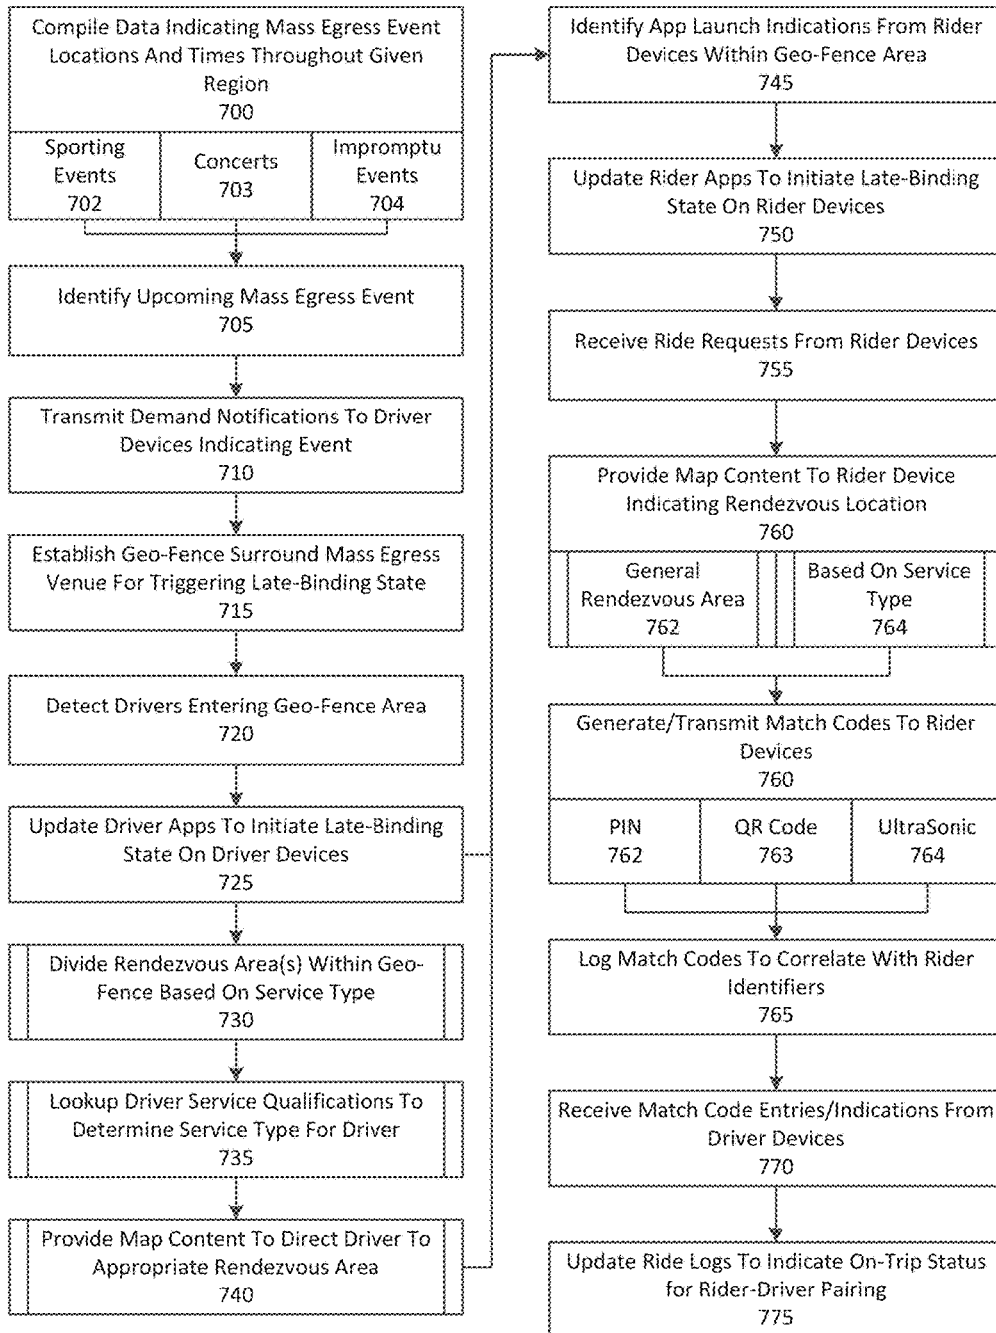 Compile Data Indicating Mass Egress Event
Locations And Times Throughout Given
Region
700
Sporting
Events
702
Concerts
703
Impromptu
Events
704
Identify Upcoming Mass Egress Event
705
Transmit Demand Notifications To Driver
Devices Indicating Event
710
Establish Geo-Fence Surround Mass Egress
Venue For Triggering Late-Binding State
715
Detect Drivers Entering Geo-Fence Area
720
Update Driver Apps To Initiate Late-Binding
State On Driver Devices
725
Divide Rendezvous Area(s) Within Geo-
Fence Based On Service Type
730
Lookup Driver Service Qualifications To
Determine Service Type For Driver
735
Provide Map Content To Direct Driver To
Appropriate Rendezvous Area
740
Identify App Launch Indications From Rider
Devices Within Geo-Fence Area
745
Update Rider Apps To Initiate Late-Binding
State On Rider Devices
750
Receive Ride Requests From Rider Devices
755
Provide Map Content To Rider Device
Indicating Rendezvous Location
760
General
Rendezvous Area
762
Based On Service
Type
764
Generate/Transmit Match Codes To Rider
Devices
760
PIN
762
QR Code
763
UltraSonic
764
Log Match Codes To Correlate With Rider
Identifiers
765
Receive Match Code Entries/Indications From
Driver Devices
770
Update Ride Logs To Indicate On-Trip Status
for Rider-Driver Pairing
775